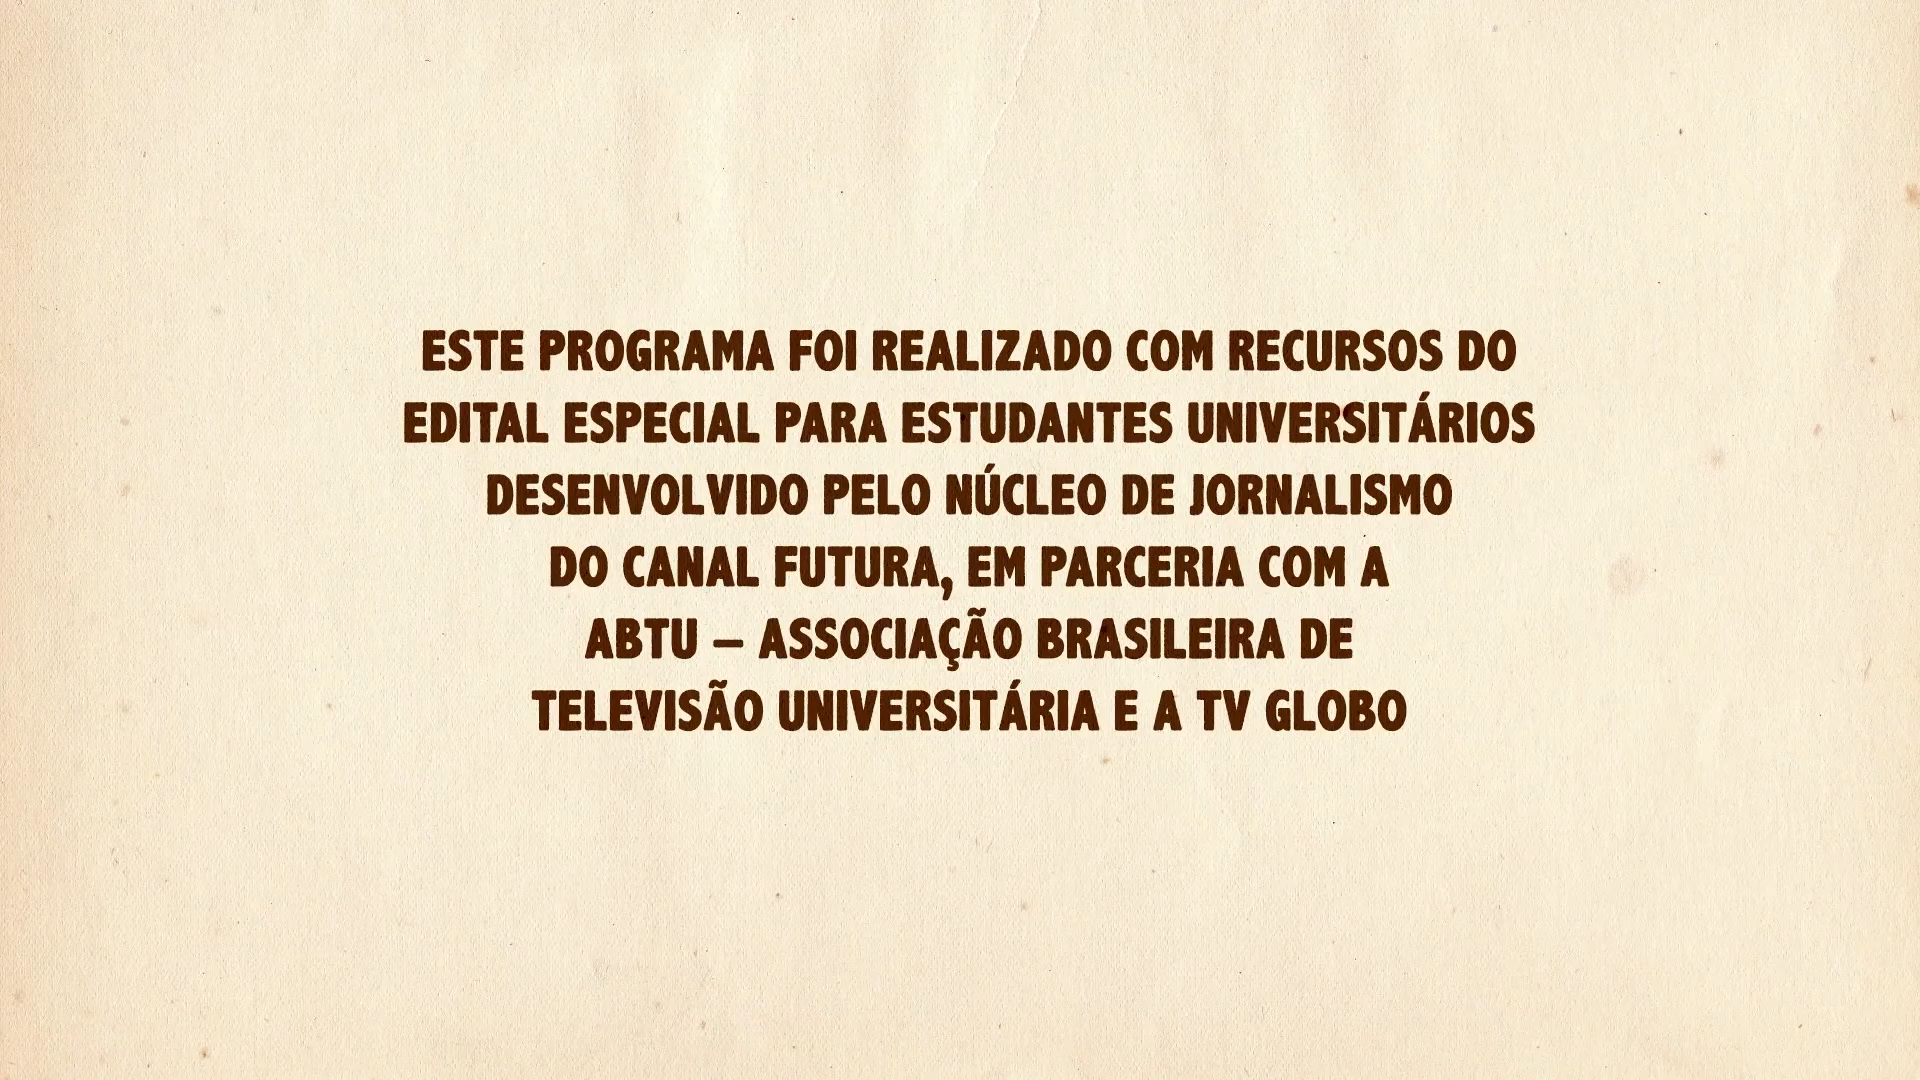 ESTE PROGRAMA FOI REALIZADO COM RECURSOS DO
EDITAL ESPECIAL PARA ESTUDANTES UNIVERSITÁRIOS
DESENVOLVIDO PELO NÚCLEO DE JORNALISMO
DO CANAL FUTURA, EM PARCERIA COM A
ABTU – ASSOCIAÇÃO BRASILEIRA DE
TELEVISÃO UNIVERSITÁRIA E A TV GLOBO